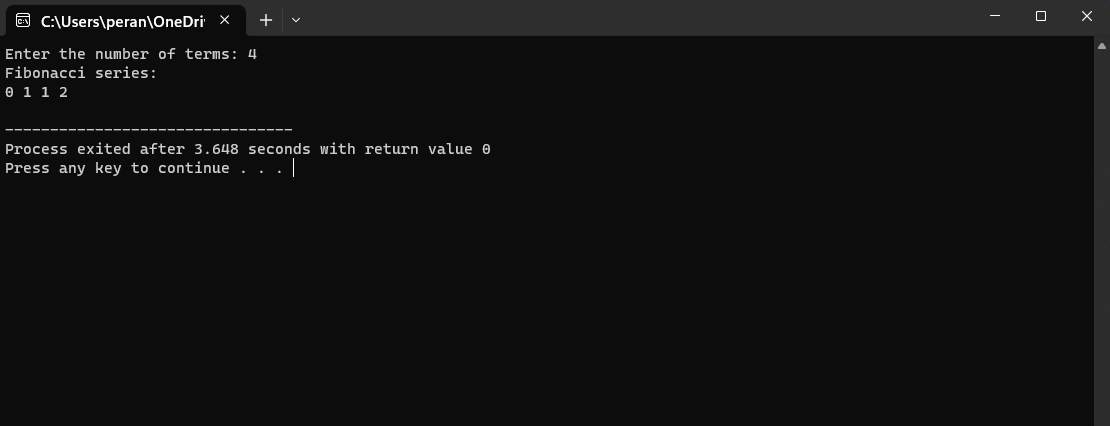 C:\Users\peran\OneDri
Enter the number of terms: 4
Fibonacci series:
0 1 1 2
--------------------------------
Process exited after 3.648 seconds with return value 0
Press any key to continue . . .